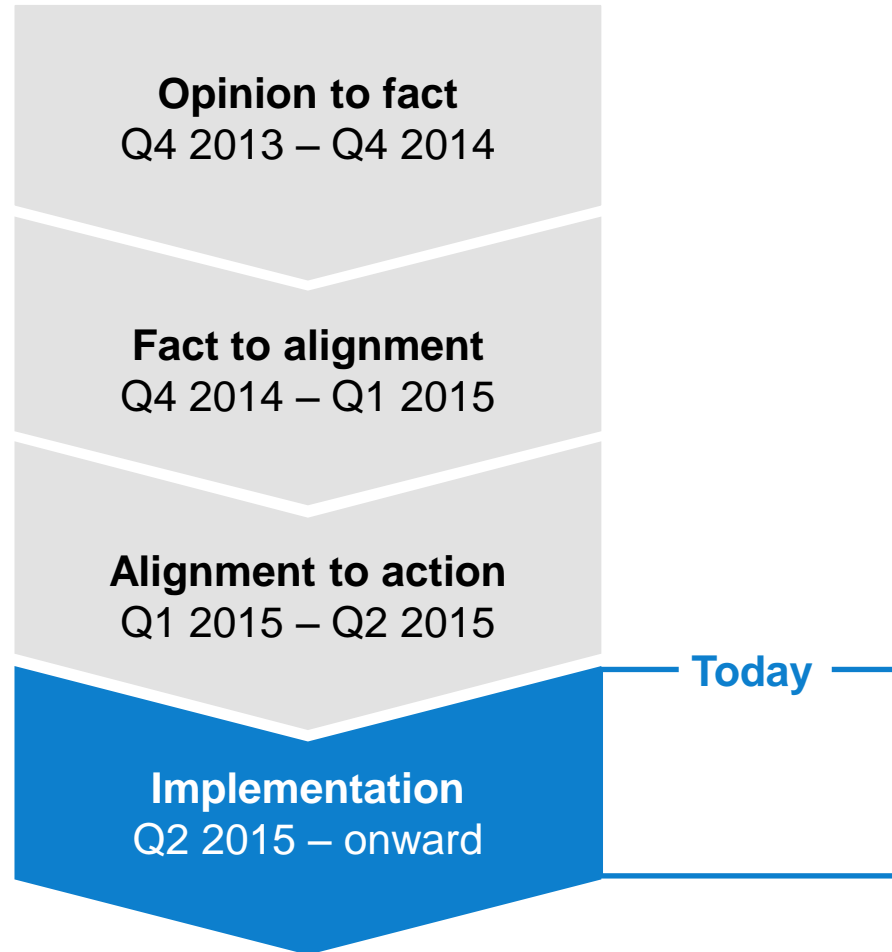 Opinion to fact
Q4 2013 – Q4 2014
Fact to alignment
Q4 2014 – Q1 2015
Alignment to action
Q1 2015 – Q2 2015
Today
Implementation
Q2 2015 – onward